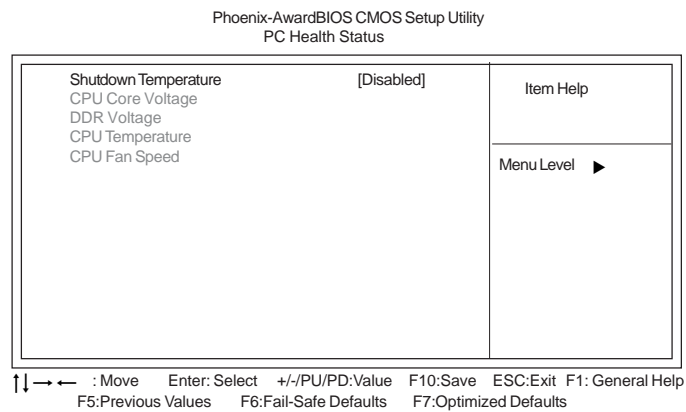 Phoenix-AwardBIOS CMOS Setup Utility
PC Health Status
Shutdown Temperature [Disabled]
CPU Core Voltage
DDR Voltage
CPU Temperature
CPU Fan Speed
Item Help
Menu Level ▶
↑↓→← : Move Enter: Select +/-/PU/PD:Value F10:Save ESC:Exit F1: General Help
F5:Previous Values F6:Fail-Safe Defaults F7:Optimized Defaults